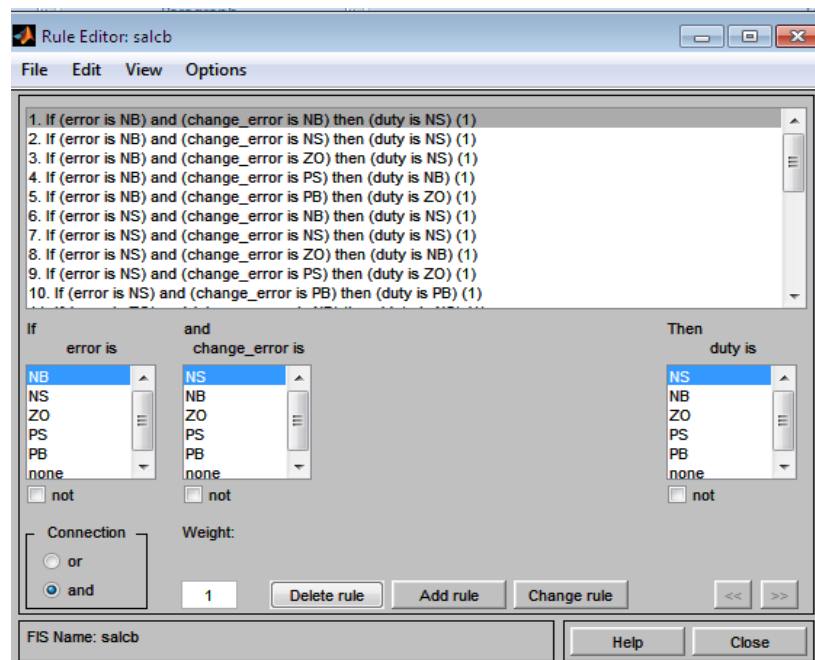 Rule Editor: salcb
File Edit View Options
1. If (error is NB) and (change_error is NB) then (duty is NS) (1)
2. If (error is NB) and (change_error is NS) then (duty is NS) (1)
3. If (error is NB) and (change_error is ZO) then (duty is NS) (1)
4. If (error is NB) and (change_error is PS) then (duty is NB) (1)
5. If (error is NB) and (change_error is PB) then (duty is ZO) (1)
6. If (error is NS) and (change_error is NB) then (duty is NS) (1)
7. If (error is NS) and (change_error is NS) then (duty is NS) (1)
8. If (error is NS) and (change_error is ZO) then (duty is NB) (1)
9. If (error is NS) and (change_error is PS) then (duty is ZO) (1)
10. If (error is NS) and (change_error is PB) then (duty is PB) (1)
If and Then
error is change_error is duty is
NB NS NS
NS NB NB
ZO ZO ZO
PS PS PS
PB PB PB
none none none
not not not
Connection Weight:
or
and 1 Delete rule Add rule Change rule << >>
FIS Name: salcb Help Close